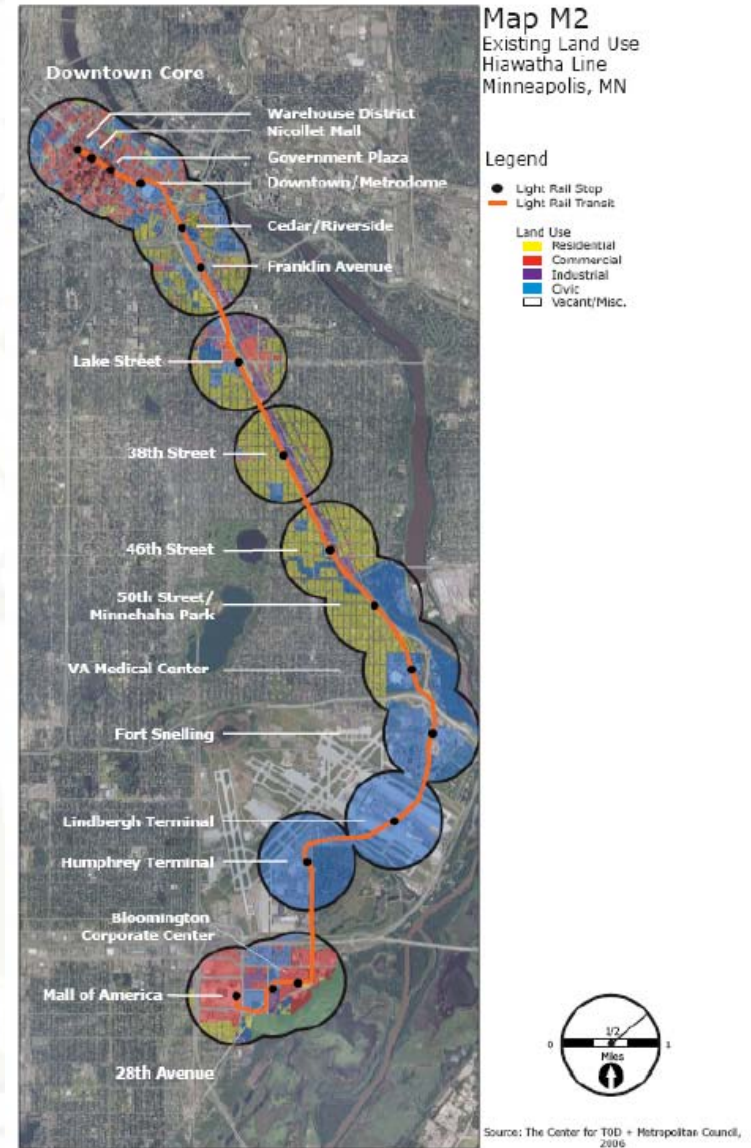 Map M2
Existing Land Use
Hiawatha Line
Minneapolis, MN
Downtown Core
Warehouse District
Nicollet Mall
Government Plaza
Downtown/Metrodome
Cedar/Riverside
Franklin Avenue
Lake Street
38th Street
46th Street
50th Street/
Minnehaha Park
VA Medical Center
Fort Snelling
Lindbergh Terminal
Humphrey Terminal
Bloomington
Corporate Center
Mall of America
28th Avenue
Legend
Light Rail Stop
Light Rail Transit
Land Use
Residential
Commercial
Industrial
Civic
Vacant/Misc.
1/2
0 1
Miles
Source: The Center for TOD + Metropolitan Council,
2006